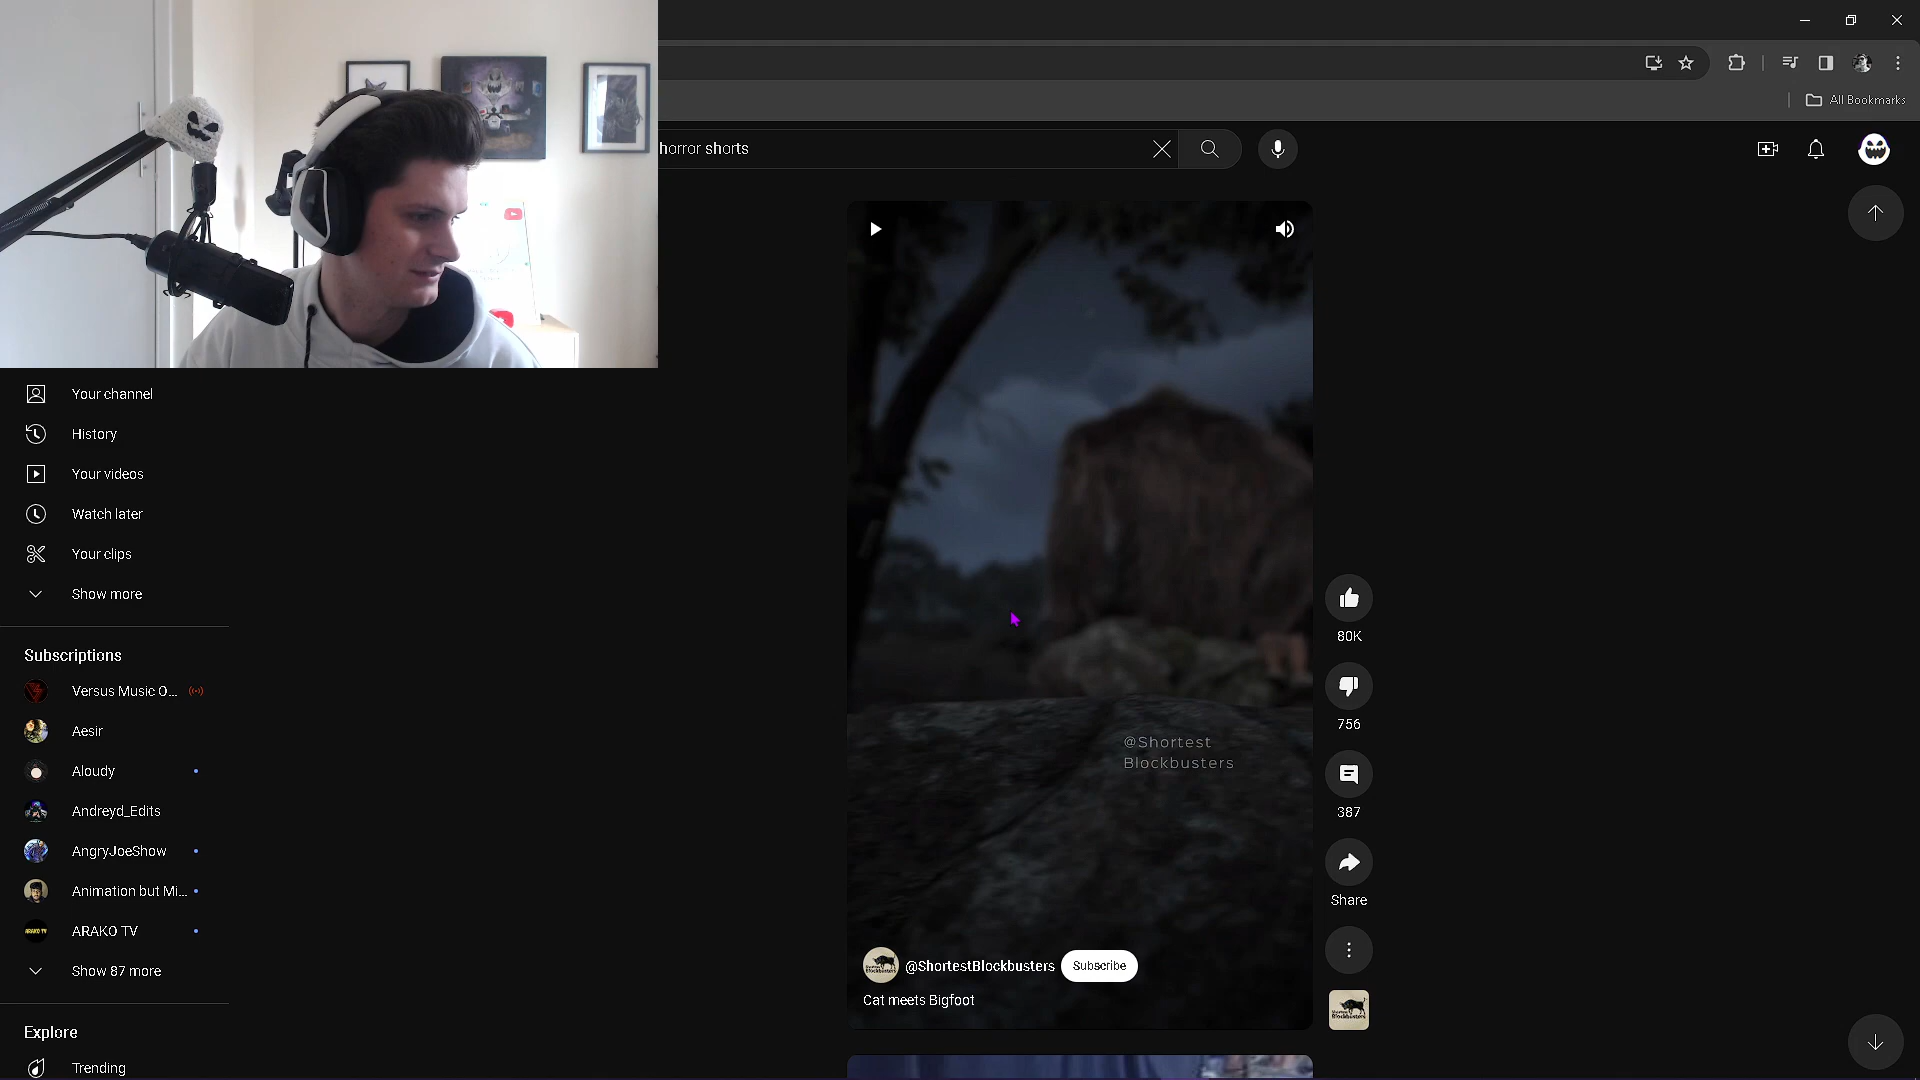 All Bookmarks
horror shorts
Your channel
History
Your videos
Watch later
Your clips
Show more
Subscriptions
Versus Music O...
Aesir
Aloudy
Andreyd_Edits
AngryJoeShow
Animation but Mi...
ARAKO TV
Show 87 more
Explore
Trending
@Shortest
Blockbusters
@ShortestBlockbusters
Subscribe
Cat meets Bigfoot
80K
756
387
Share